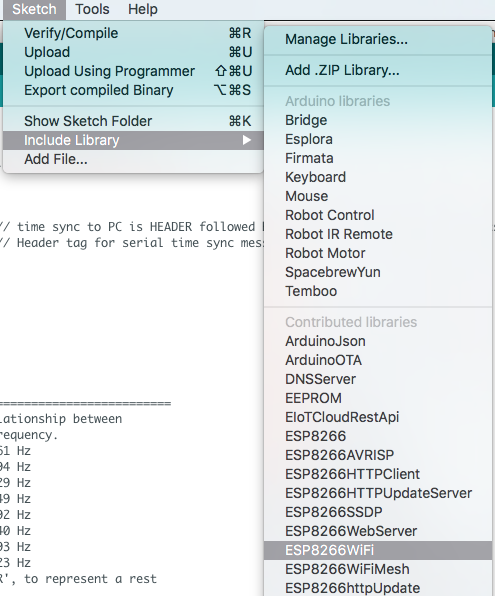 Sketch Tools Help
Verify/Compile ⌘R
Upload ⌘U
Upload Using Programmer ⇧⌘U
Export compiled Binary ⌥⌘S
Show Sketch Folder ⌘K
Include Library ▶
Add File...
Manage Libraries...
Add .ZIP Library...
Arduino libraries
Bridge
Esplora
Firmata
Keyboard
Mouse
Robot Control
Robot IR Remote
Robot Motor
SpacebrewYun
Temboo
Contributed libraries
ArduinoJson
ArduinoOTA
DNSServer
EEPROM
EIoTCloudRestApi
ESP8266
ESP8266AVRISP
ESP8266HTTPClient
ESP8266HTTPUpdateServer
ESP8266SSDP
ESP8266WebServer
ESP8266WiFi
ESP8266WiFiMesh
ESP8266httpUpdate
// time sync to PC is HEADER followed
// Header tag for serial time sync mes
========================
lationship between
requency.
61 Hz
94 Hz
29 Hz
49 Hz
92 Hz
40 Hz
93 Hz
23 Hz
R', to represent a rest